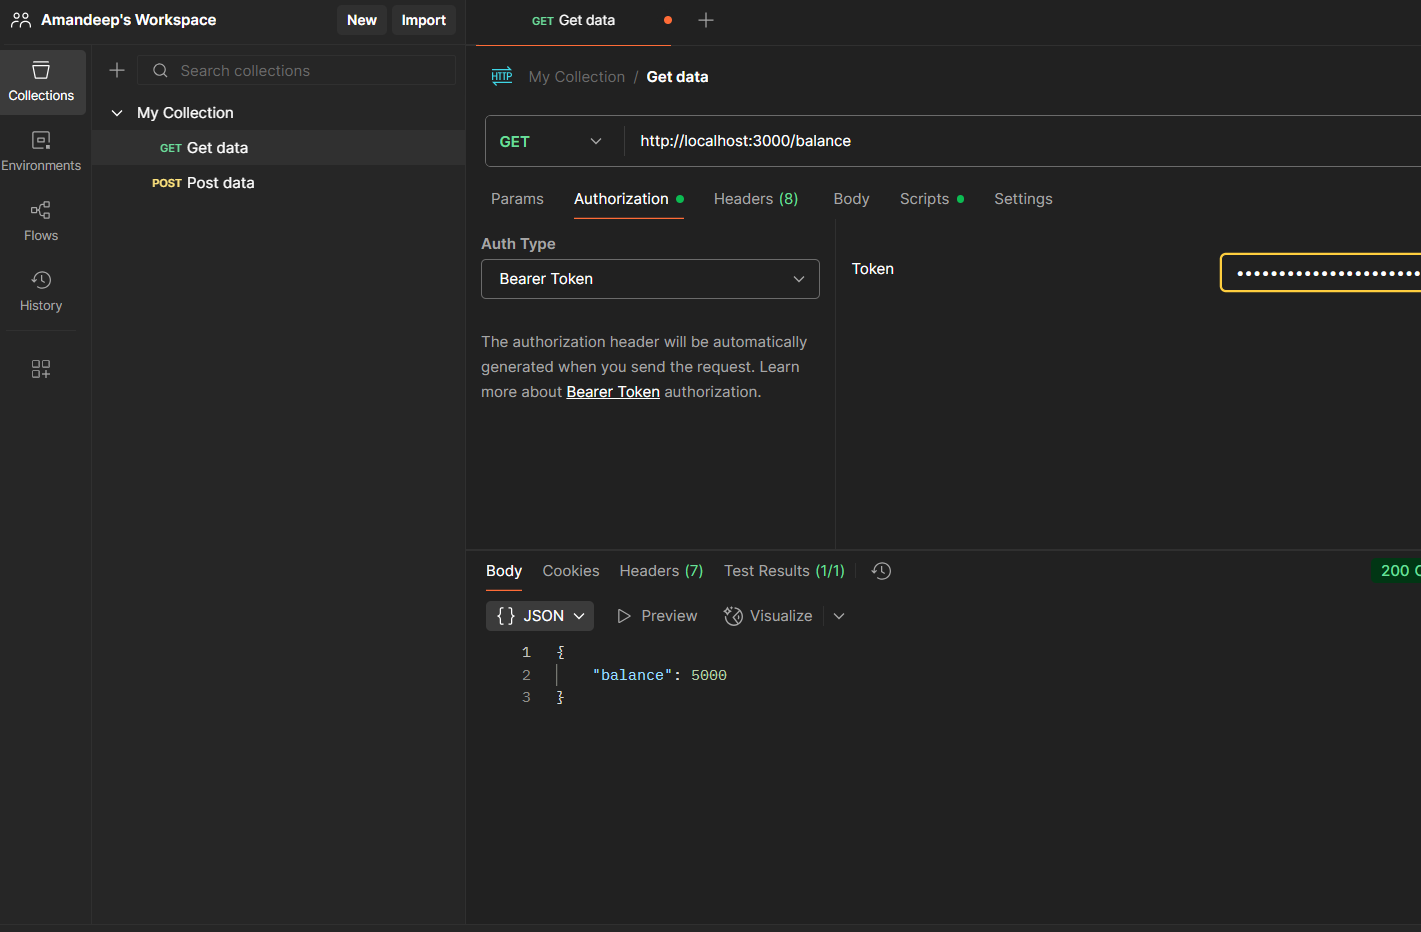 Amandeep's Workspace
New
Import
Collections
Environments
Flows
History
Search collections
My Collection
GET Get data
POST Post data
GET Get data
HTTP
My Collection / Get data
GET
http://localhost:3000/balance
Params
Authorization
Headers (8)
Body
Scripts
Settings
Auth Type
Bearer Token
The authorization header will be automatically
generated when you send the request. Learn
more about Bearer Token authorization.
Token
Body
Cookies
Headers (7)
Test Results (1/1)
200
{} JSON
Preview
Visualize
1 {
2 "balance": 5000
3 }